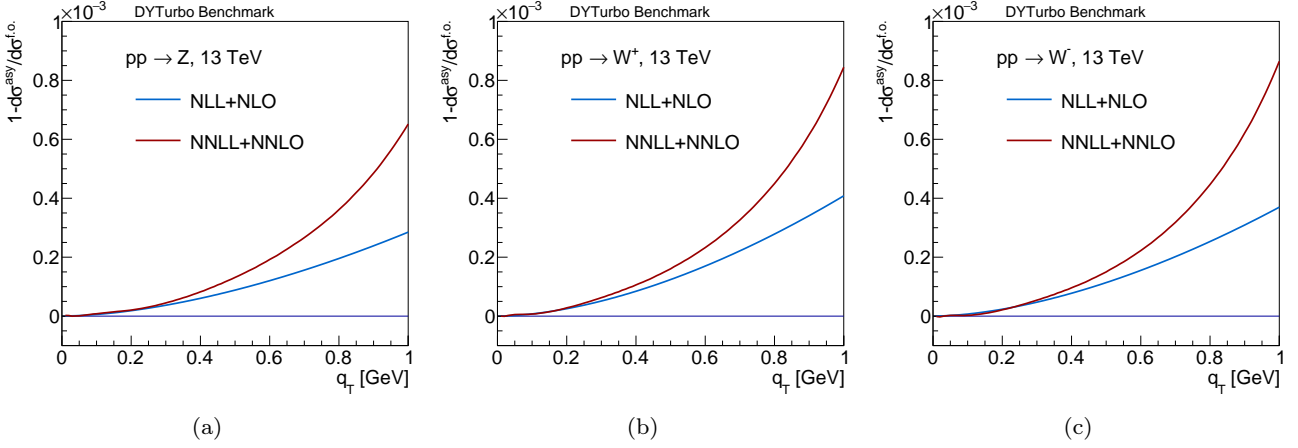 ×10⁻³
DYTurbo Benchmark
1-dσ^asy/dσ^f.o.
pp → Z, 13 TeV
NLL+NLO
NNLL+NNLO
1
0.8
0.6
0.4
0.2
0
0 0.2 0.4 0.6 0.8 1
q_T [GeV]
(a)
×10⁻³
DYTurbo Benchmark
1-dσ^asy/dσ^f.o.
pp → W⁺, 13 TeV
NLL+NLO
NNLL+NNLO
1
0.8
0.6
0.4
0.2
0
0 0.2 0.4 0.6 0.8 1
q_T [GeV]
(b)
×10⁻³
DYTurbo Benchmark
1-dσ^asy/dσ^f.o.
pp → W⁻, 13 TeV
NLL+NLO
NNLL+NNLO
1
0.8
0.6
0.4
0.2
0
0 0.2 0.4 0.6 0.8 1
q_T [GeV]
(c)